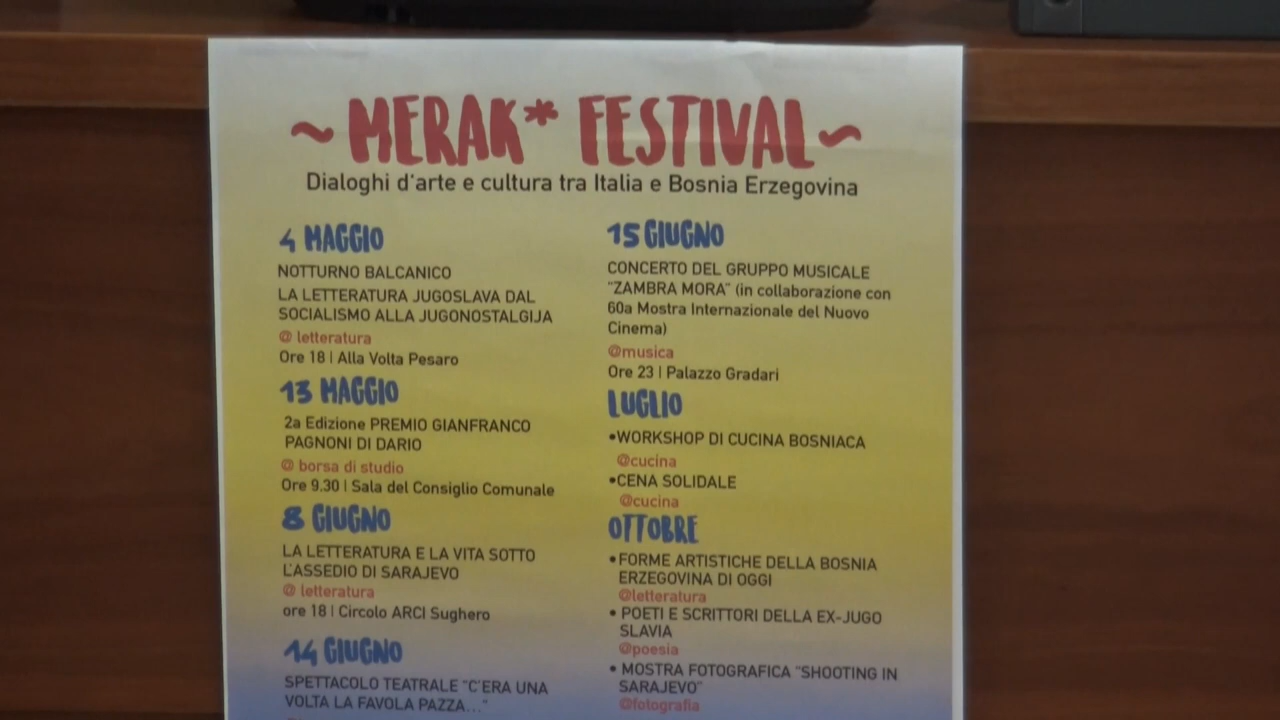 ~MERAK* FESTIVAL~
Dialoghi d'arte e cultura tra Italia e Bosnia Erzegovina
4 MAGGIO
NOTTURNO BALCANICO
LA LETTERATURA JUGOSLAVA DAL
SOCIALISMO ALLA JUGONOSTALGIJA
@ letteratura
Ore 18 | Alla Volta Pesaro
13 MAGGIO
2a Edizione PREMIO GIANFRANCO
PAGNONI DI DARIO
@ borsa di studio
Ore 9.30 | Sala del Consiglio Comunale
8 GIUGNO
LA LETTERATURA E LA VITA SOTTO
L'ASSEDIO DI SARAJEVO
@ letteratura
ore 18 | Circolo ARCI Sughero
14 GIUGNO
SPETTACOLO TEATRALE "C'ERA UNA
VOLTA LA FAVOLA PAZZA..."
15 GIUGNO
CONCERTO DEL GRUPPO MUSICALE
"ZAMBRA MORA" (in collaborazione con
60a Mostra Internazionale del Nuovo
Cinema)
@musica
Ore 23 | Palazzo Gradari
LUGLIO
•WORKSHOP DI CUCINA BOSNIACA
@cucina
•CENA SOLIDALE
@cucina
OTTOBRE
•FORME ARTISTICHE DELLA BOSNIA
ERZEGOVINA DI OGGI
@letteratura
• POETI E SCRITTORI DELLA EX-JUGO
SLAVIA
@poesia
• MOSTRA FOTOGRAFICA "SHOOTING IN
SARAJEVO"
@fotografia